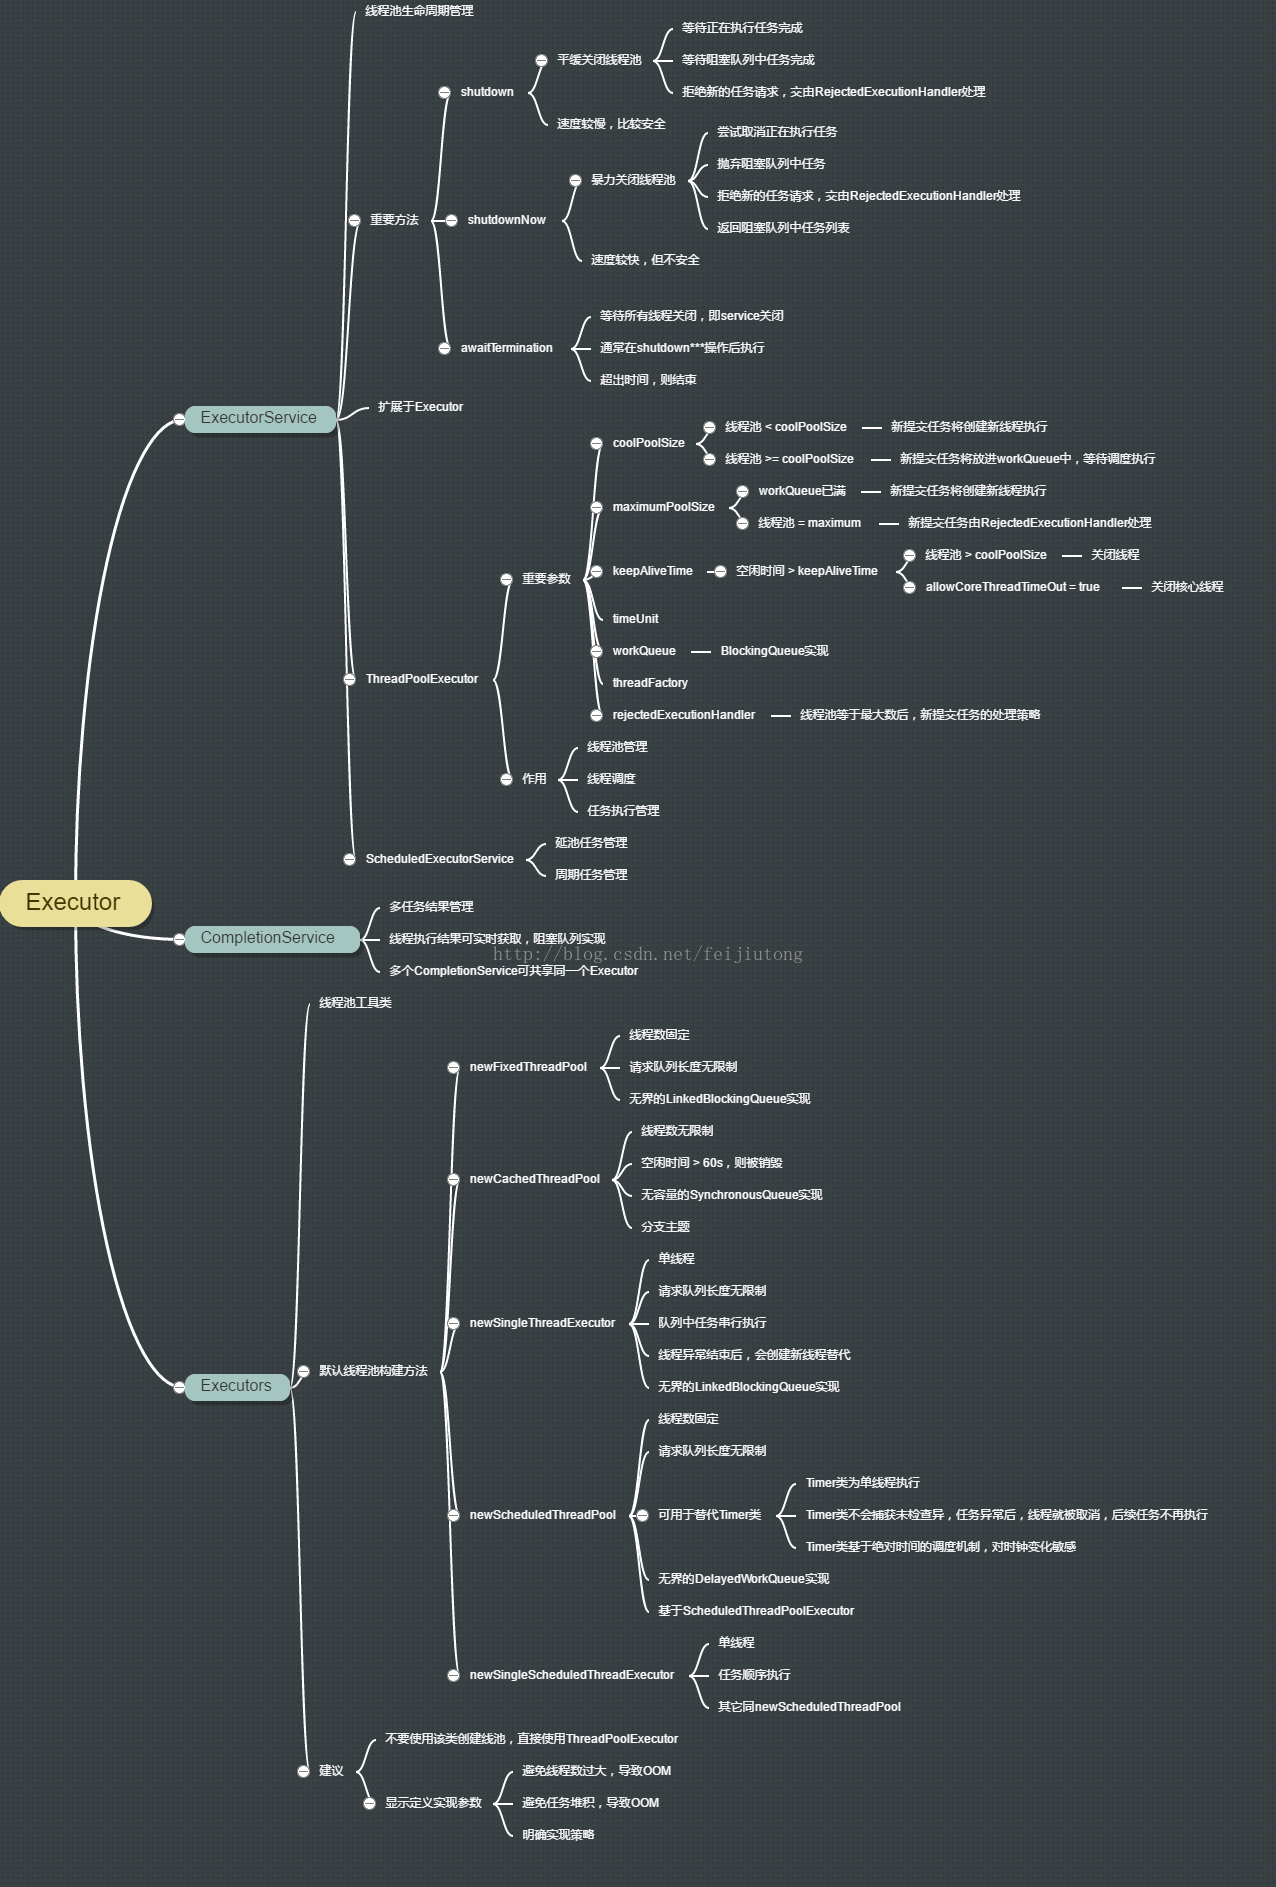 线程池生命周期管理
等待正在执行任务完成
平缓关闭线程池
等待阻塞队列中任务完成
shutdown
拒绝新的任务请求，交由RejectedExecutionHandler处理
速度较慢，比较安全
尝试取消正在执行任务
抛弃阻塞队列中任务
暴力关闭线程池
拒绝新的任务请求，交由RejectedExecutionHandler处理
重要方法
shutdownNow
返回阻塞队列中任务列表
速度较快，但不安全
等待所有线程关闭，即service关闭
awaitTermination
通常在shutdown***操作后执行
超出时间，则结束
ExecutorService
扩展于Executor
coolPoolSize
线程池 < coolPoolSize
新提交任务将创建新线程执行
线程池 >= coolPoolSize
新提交任务将放进workQueue中，等待调度执行
maximumPoolSize
workQueue已满
新提交任务将创建新线程执行
线程池 = maximum
新提交任务由RejectedExecutionHandler处理
重要参数
keepAliveTime
空闲时间 > keepAliveTime
线程池 > coolPoolSize
关闭线程
allowCoreThreadTimeOut = true
关闭核心线程
timeUnit
workQueue
BlockingQueue实现
ThreadPoolExecutor
threadFactory
rejectedExecutionHandler
线程池等于最大数后，新提交任务的处理策略
线程池管理
作用
线程调度
任务执行管理
ScheduledExecutorService
延池任务管理
周期任务管理
Executor
多任务结果管理
CompletionService
线程执行结果可实时获取，阻塞队列实现
http://blog.csdn.net/feijiutong
多个CompletionService可共享同一个Executor
线程池工具类
线程数固定
newFixedThreadPool
请求队列长度无限制
无界的LinkedBlockingQueue实现
线程数无限制
newCachedThreadPool
空闲时间 > 60s，则被销毁
无容量的SynchronousQueue实现
分支主题
单线程
请求队列长度无限制
newSingleThreadExecutor
队列中任务串行执行
线程异常结束后，会创建新线程替代
无界的LinkedBlockingQueue实现
Executors
默认线程池构建方法
线程数固定
请求队列长度无限制
newScheduledThreadPool
可用于替代Timer类
Timer类为单线程执行
Timer类不会捕获未检查异，任务异常后，线程就被取消，后续任务不再执行
Timer类基于绝对时间的调度机制，对时钟变化敏感
无界的DelayedWorkQueue实现
基于ScheduledThreadPoolExecutor
单线程
newSingleScheduledThreadExecutor
任务顺序执行
其它同newScheduledThreadPool
不要使用该类创建线池，直接使用ThreadPoolExecutor
建议
避免线程数过大，导致OOM
显示定义实现参数
避免任务堆积，导致OOM
明确实现策略